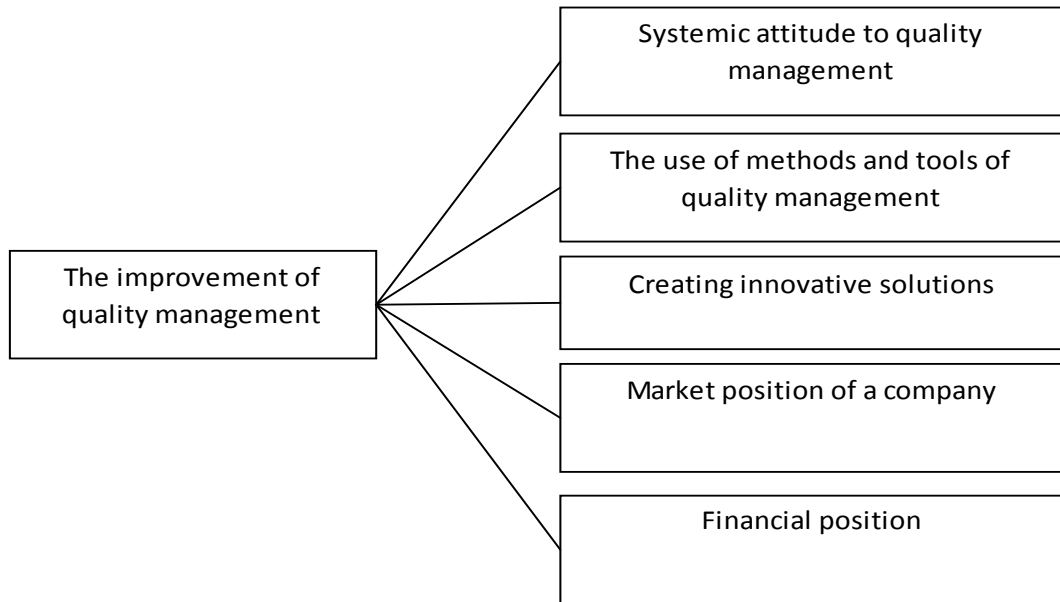 Systemic attitude to quality
management
The use of methods and tools of
quality management
The improvement of
quality management
Creating innovative solutions
Market position of a company
Financial position